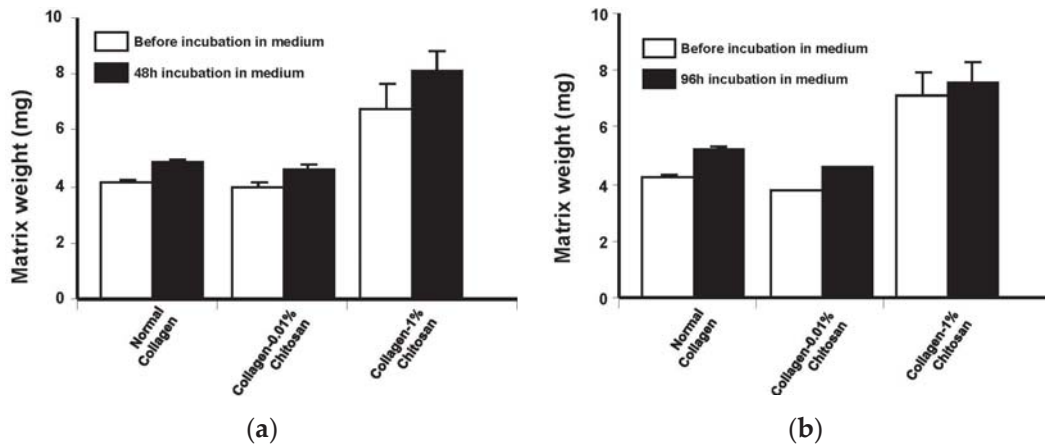 10
8
6
4
2
0
Matrix weight (mg)
Before incubation in medium
48h incubation in medium
Normal
Collagen
Collagen-0.01%
Chitosan
Collagen-1%
Chitosan
(a)
10
8
6
4
2
0
Matrix weight (mg)
Before incubation in medium
96h incubation in medium
Normal
Collagen
Collagen-0.01%
Chitosan
Collagen-1%
Chitosan
(b)